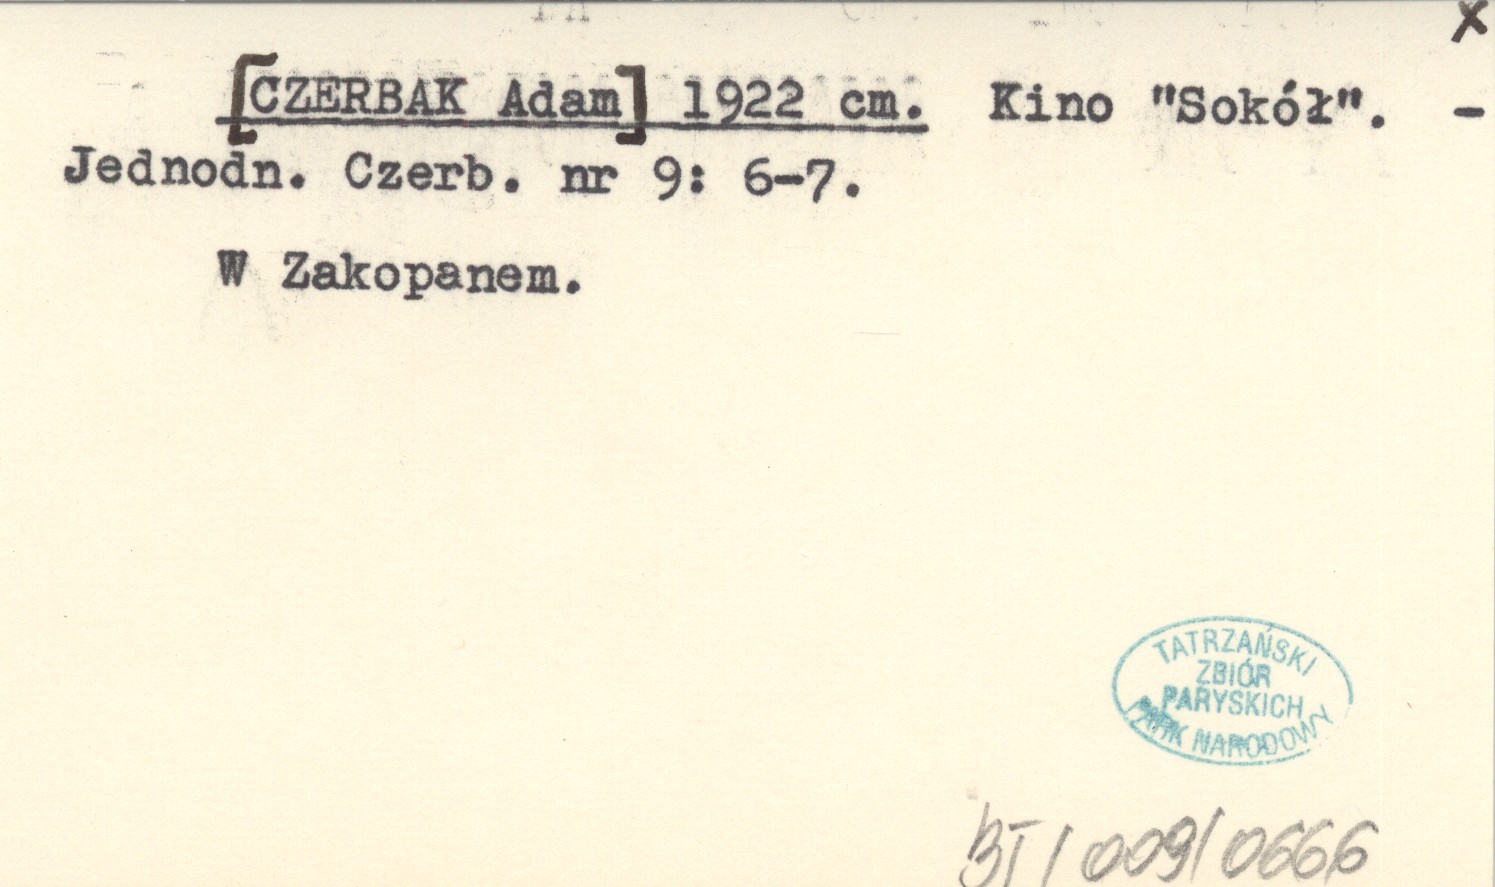 x
[CZERBAK Adam] 1922 cm. Kino "Sokół". -
Jednodn. Czerb. nr 9: 6-7.
W Zakopanem.
TATRZAŃSKI
ZBIÓR
PARYSKICH
PARK NARODOWY
BT/009/0666